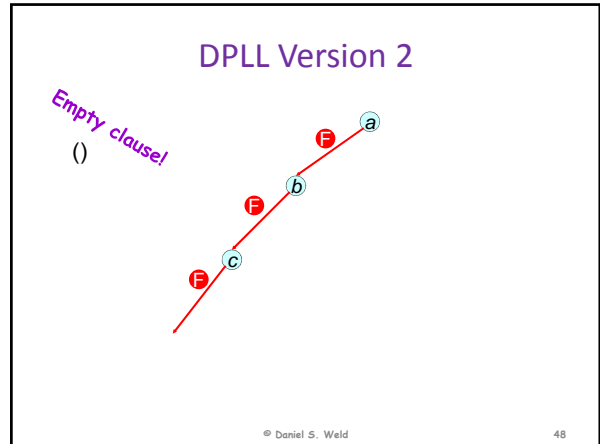 DPLL Version 2
Empty clause!
()
a
F
b
F
c
F
© Daniel S. Weld
48